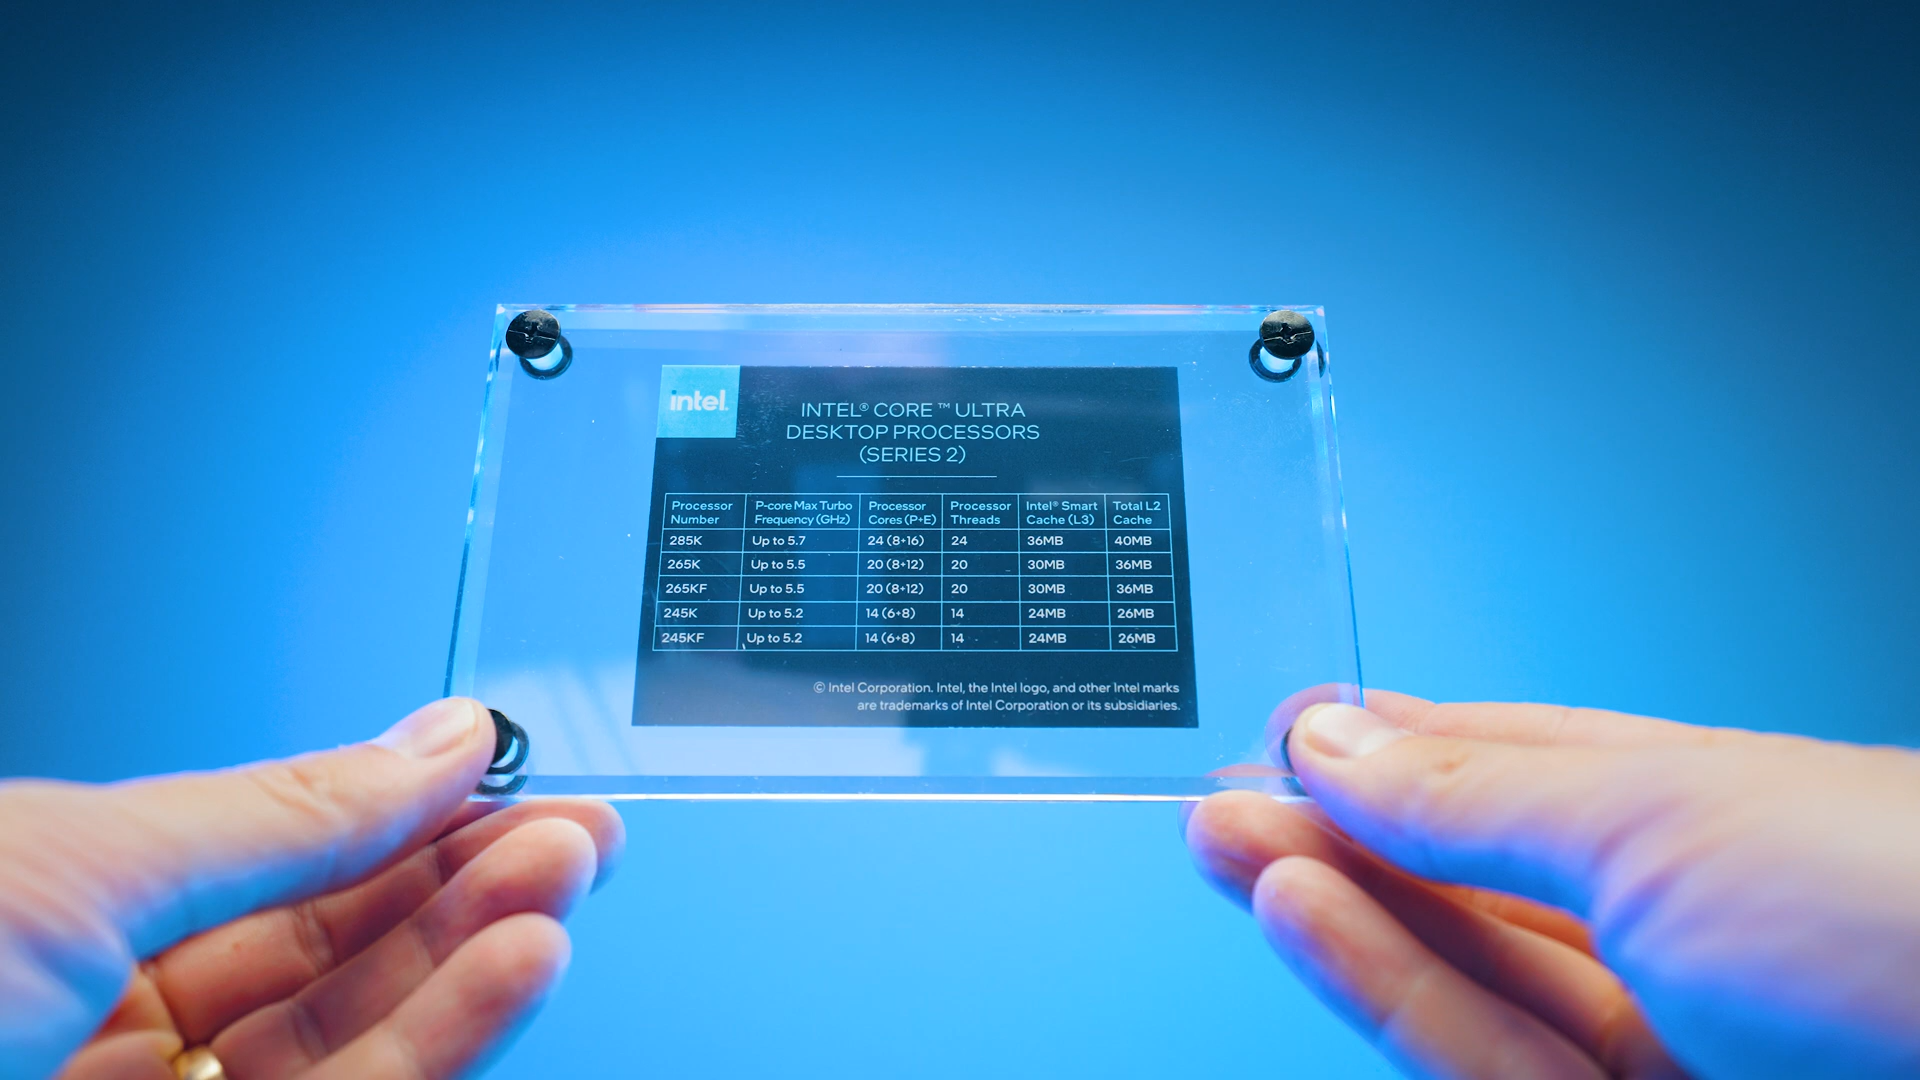 intel.
INTEL® CORE™ ULTRA
DESKTOP PROCESSORS
(SERIES 2)
Processor Number P-core Max Turbo Frequency (GHz) Processor Cores (P+E) Processor Threads Intel® Smart Cache (L3) Total L2 Cache
285K Up to 5.7 24 (8+16) 24 36MB 40MB
265K Up to 5.5 20 (8+12) 20 30MB 36MB
265KF Up to 5.5 20 (8+12) 20 30MB 36MB
245K Up to 5.2 14 (6+8) 14 24MB 26MB
245KF Up to 5.2 14 (6+8) 14 24MB 26MB
© Intel Corporation. Intel, the Intel logo, and other Intel marks
are trademarks of Intel Corporation or its subsidiaries.